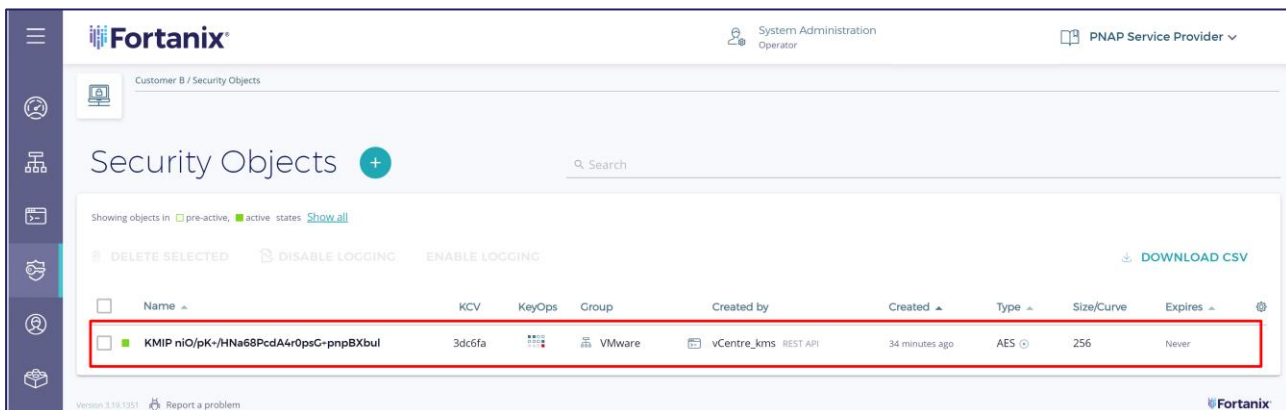 Fortanix®
System Administration
Operator
PNAP Service Provider
Customer B / Security Objects
Security Objects +
Search
Showing objects in pre-active, active states Show all
DELETE SELECTED DISABLE LOGGING ENABLE LOGGING DOWNLOAD CSV
Name KCV KeyOps Group Created by Created Type Size/Curve Expires
KMIP niO/pK+/HNa68PcdA4r0psG+pnpBXbuI 3dc6fa VMware vCentre_kms REST API 34 minutes ago AES 256 Never
Version 3.19.1351 Report a problem Fortanix